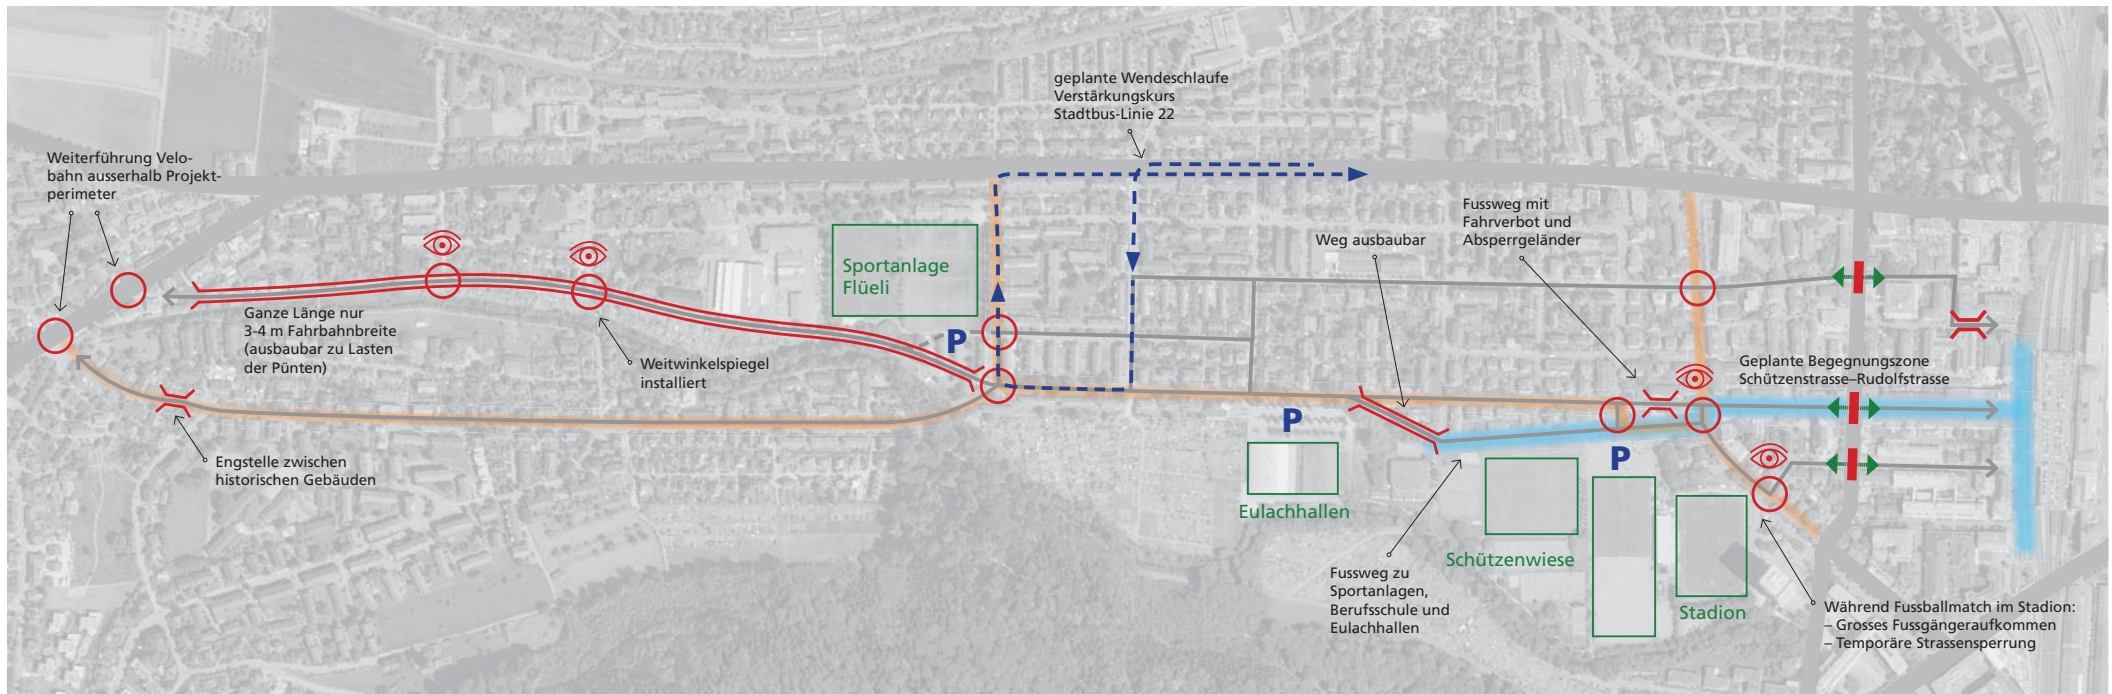 geplante Wendeschlaufe
Verstärkungskurs
Stadtbus-Linie 22
Weiterführung Velo-
bahn ausserhalb Projekt-
perimeter
Fussweg mit
Fahrverbot und
Absperrgeländer
Weg ausbaubar
Sportanlage
Flüeli
Ganze Länge nur
3-4 m Fahrbahnbreite
(ausbaubar zu Lasten
der Pünten)
P
Weitwinkelspiegel
installiert
Geplante Begegnungszone
Schützenstrasse–Rudolfstrasse
P
P
Engstelle zwischen
historischen Gebäuden
Eulachhallen
Schützenwiese
Fussweg zu
Sportanlagen,
Berufsschule und
Eulachhallen
Stadion
Während Fussballmatch im Stadion:
– Grosses Fussgängeraufkommen
– Temporäre Strassensperrung